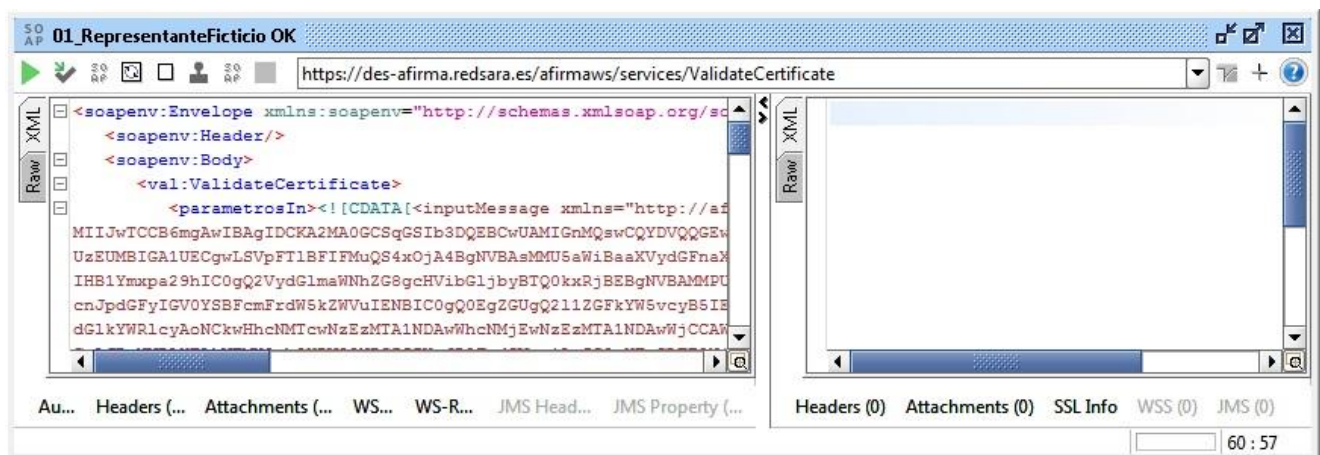 SO AP 01_RepresentanteFicticio OK
https://des-afirma.redsara.es/afirmaws/services/ValidateCertificate
XML
Raw
<soapenv:Envelope xmlns:soapenv="http://schemas.xmlsoap.org/so
<soapenv:Header/>
<soapenv:Body>
<val:ValidateCertificate>
<parametrosIn><![CDATA[<inputMessage xmlns="http://af
MIIJwTCCB6mgAwIBAgIDCKA2MA0GCSqGSIb3DQEBCwUAMIGnMQswCQYDVQQGEw
UzEUMBIGA1UECgwLSVpFTlBFIFMuQS4xOjA4BgNVBAsMMU5aWiBaaXVydGFnaX
IHB1Ymxpa29hIC0gQ2VydGlmaWNhZG8gcHVibGljbyBTQ0kxRjBEBgNVBAMMPU
cnJpdGFyIGV0YSBFcmFrdW5kZWVuIENBIC0gQ0EgZGUgQ2l1ZGFkYW5vcyB5IE
dGlkYWRlcyAoNCkwHhcNMTcwNzEzMTA1NDAwWhcNMjEwNzEzMTA1NDAwWjCCAW
XML
Raw
Au... Headers (... Attachments (... WS... WS-R... JMS Head... JMS Property (...
Headers (0) Attachments (0) SSL Info WSS (0) JMS (0)
60 : 57